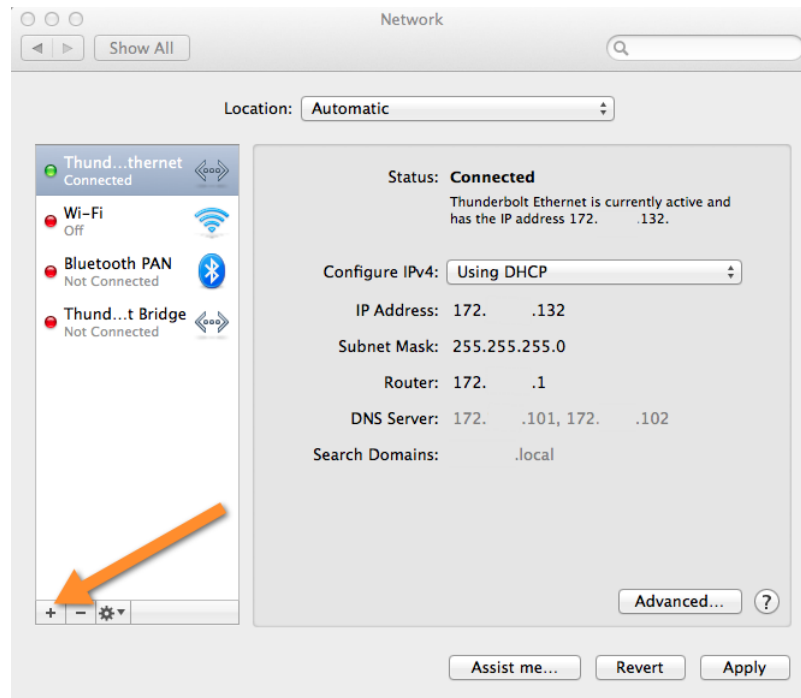 Network
Show All
Location: Automatic
Thund...thernet
Connected
Wi-Fi
Off
Bluetooth PAN
Not Connected
Thund...t Bridge
Not Connected
Status: Connected
Thunderbolt Ethernet is currently active and
has the IP address 172. .132.
Configure IPv4: Using DHCP
IP Address: 172. .132
Subnet Mask: 255.255.255.0
Router: 172. .1
DNS Server: 172. .101, 172. .102
Search Domains: .local
+ −
Advanced... ?
Assist me... Revert Apply